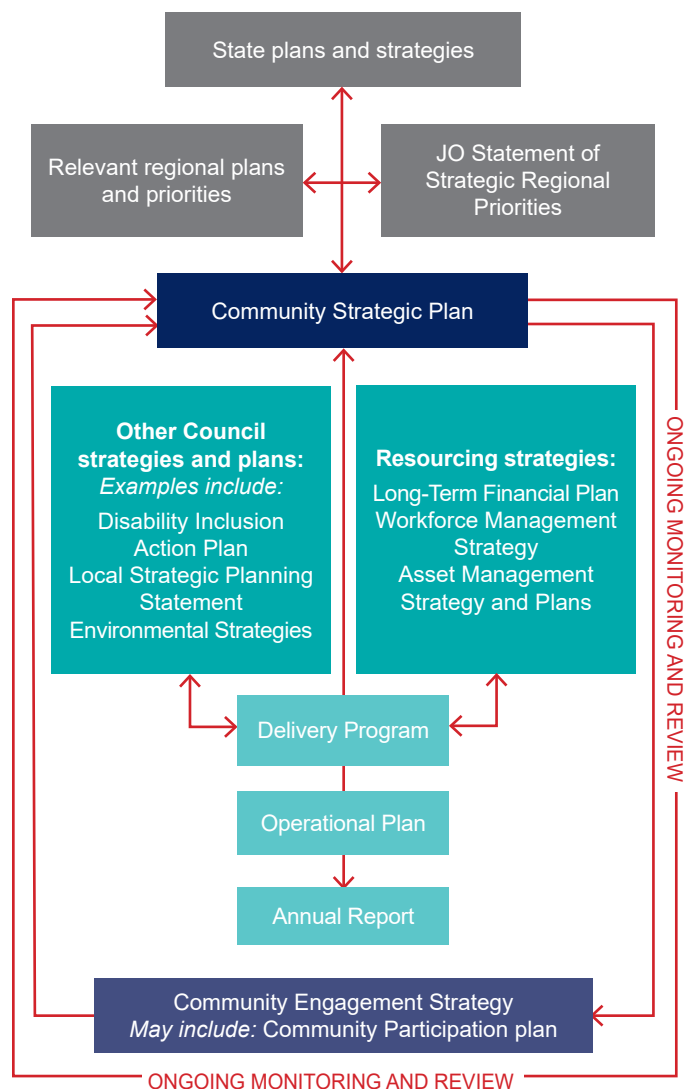 State plans and strategies
Relevant regional plans
and priorities
JO Statement of
Strategic Regional
Priorities
Community Strategic Plan
Other Council
strategies and plans:
Examples include:
Disability Inclusion
Action Plan
Local Strategic Planning
Statement
Environmental Strategies
Resourcing strategies:
Long-Term Financial Plan
Workforce Management
Strategy
Asset Management
Strategy and Plans
ONGOING MONITORING AND REVIEW
Delivery Program
Operational Plan
Annual Report
Community Engagement Strategy
May include: Community Participation plan
ONGOING MONITORING AND REVIEW